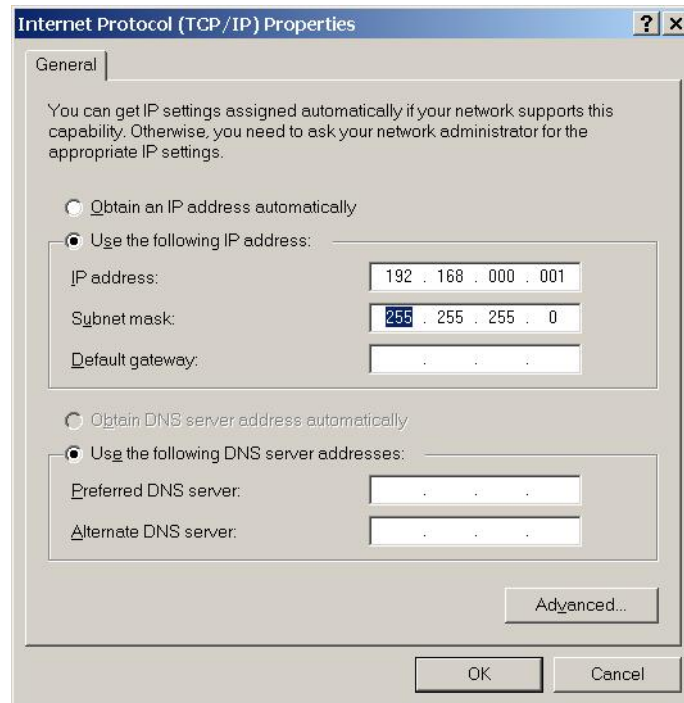 Internet Protocol (TCP/IP) Properties
General
You can get IP settings assigned automatically if your network supports this
capability. Otherwise, you need to ask your network administrator for the
appropriate IP settings.
Obtain an IP address automatically
Use the following IP address:
IP address: 192 . 168 . 000 . 001
Subnet mask: 255 . 255 . 255 . 0
Default gateway: . . .
Obtain DNS server address automatically
Use the following DNS server addresses:
Preferred DNS server: . . .
Alternate DNS server: . . .
Advanced...
OK Cancel